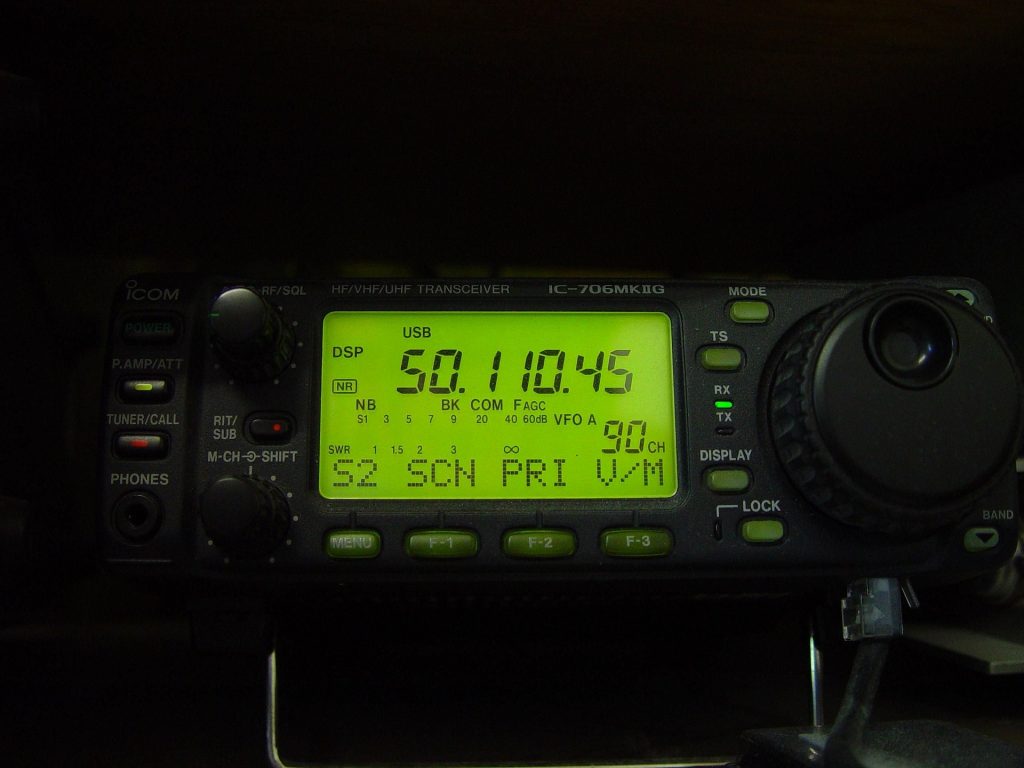 ICOM
-RF/SQL
HF/VHF/UHF TRANSCEIVER
IC-706MKIIG
MODE
POWER
USB
DSP
50.110.45
TS
P.AMP/ATT
NR
NB
BK
COM
FAGC
RX
TX
TUNER/CALL
S1 3 5 7 9 20 40 60dB
VFO A
RIT/
SUB
90CH
M-CH
SHIFT
SWR 1 1.5 2 3 ∞
DISPLAY
S2 SCN PRI V/M
PHONES
LOCK
BAND
MENU
F-1
F-2
F-3